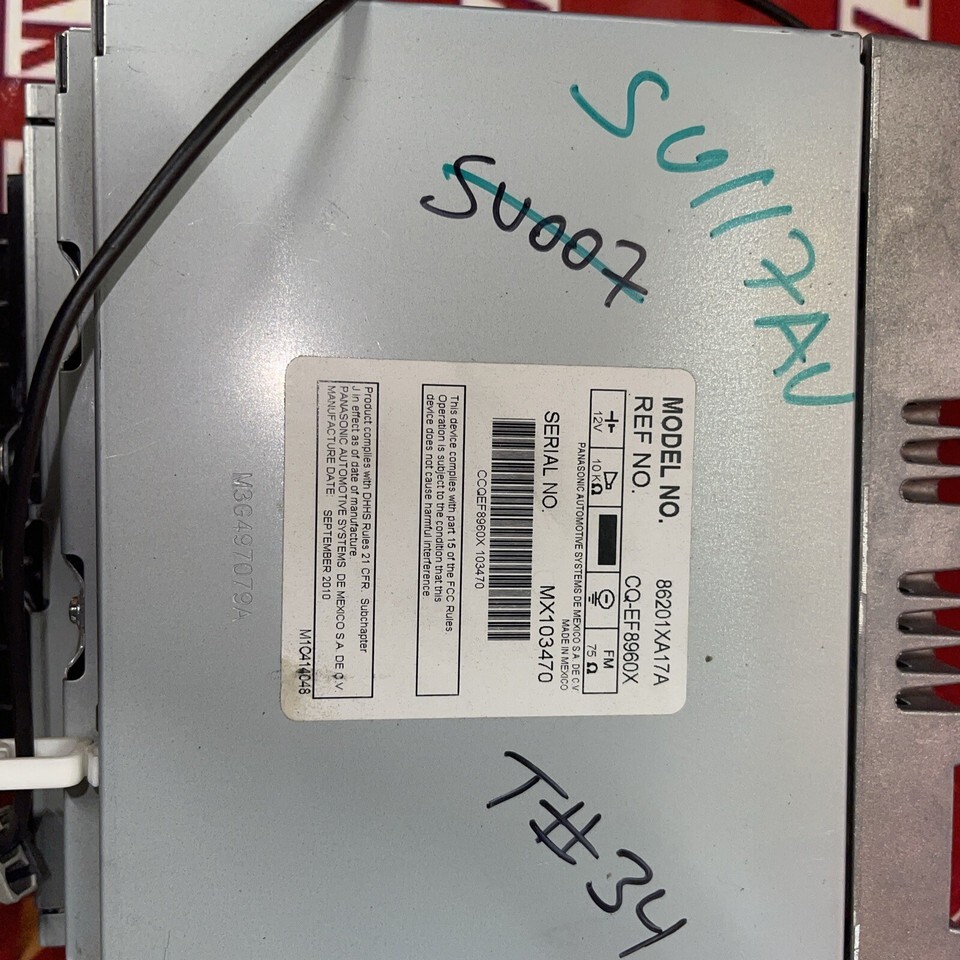 SU117AU
SU007
MODEL NO. 86201XA17A
REF NO. CQ-EF8960X
12V 10KΩ FM 75 Ω
PANASONIC AUTOMOTIVE SYSTEMS DE MEXICO S.A. DE C.V.
MADE IN MEXICO
SERIAL NO. MX103470
CCQEF8960X 103470
This device complies with part 15 of the FCC Rules
Operation is subject to the condition that this
device does not cause harmful interference.
Product complies with DHHS Rules 21 CFR. Subchapter
J in effect as of date of manufacture.
PANASONIC AUTOMOTIVE SYSTEMS DE MEXICO S.A. DE C.V.
MANUFACTURE DATE: SEPTEMBER 2010
M1C414048
M3G497079A
T#34